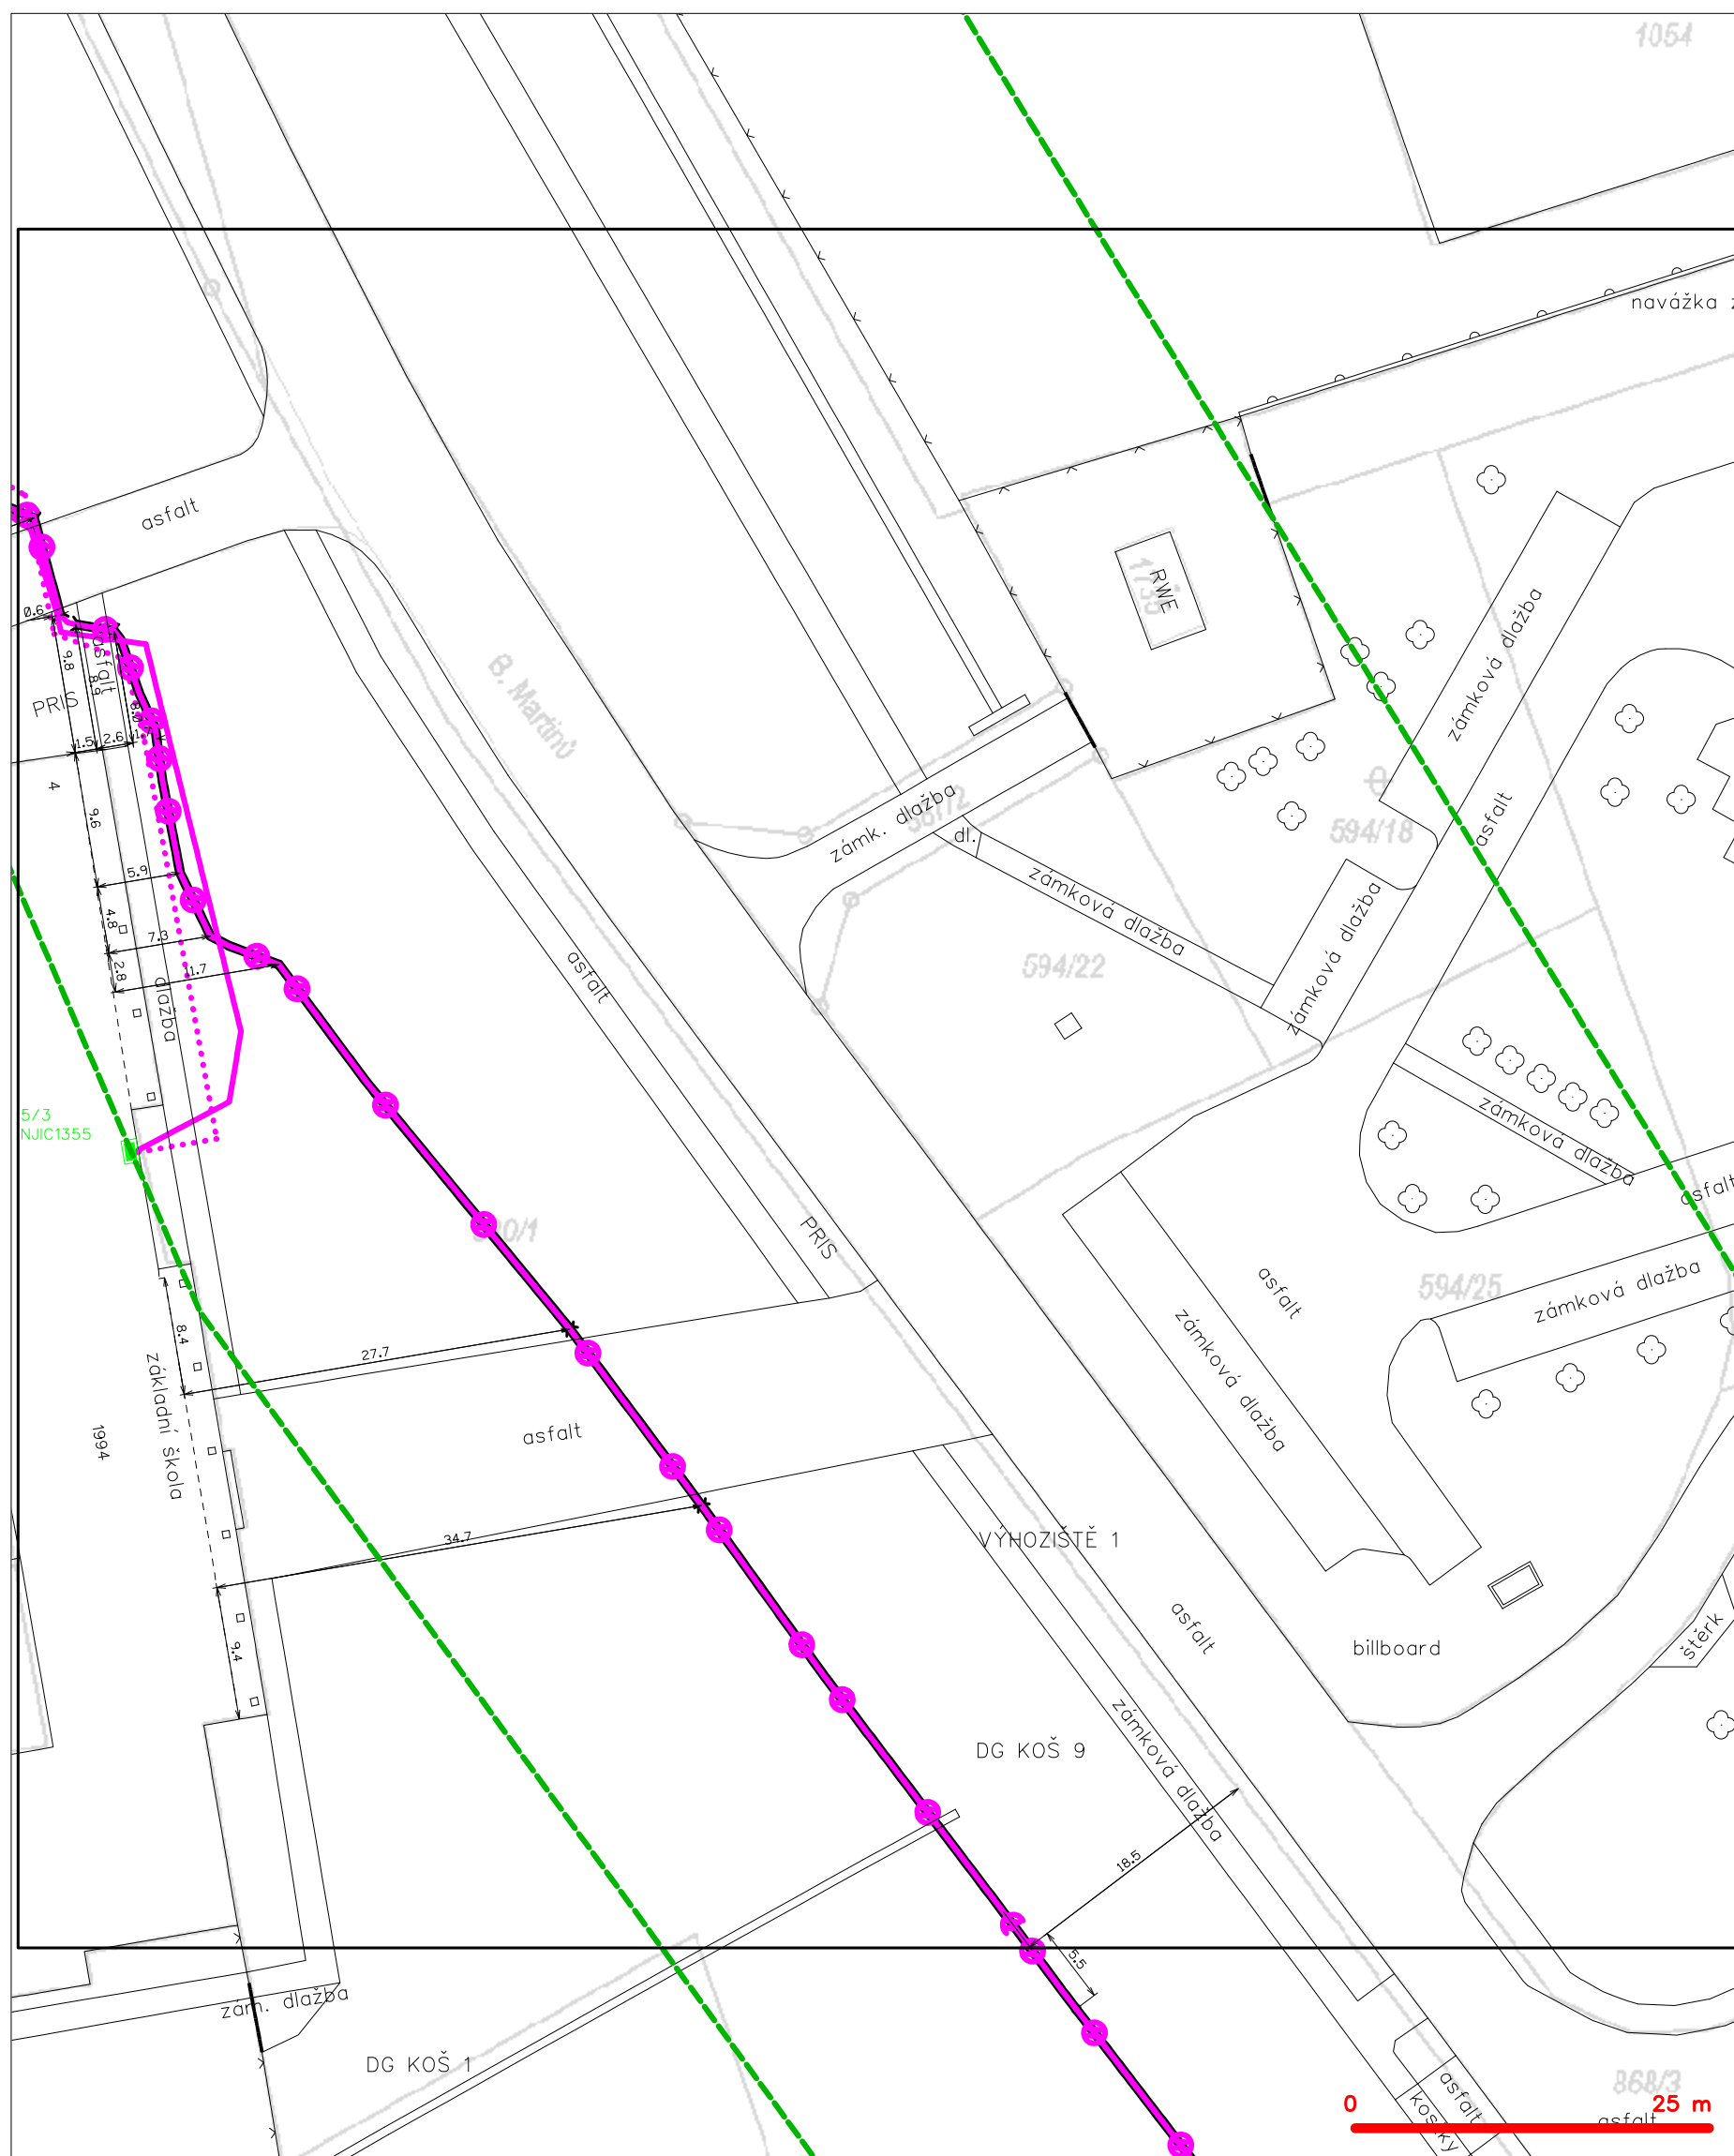 1054
navážka
asfalt
RWE
zámková dlažba
0.6
asfalt
9.8
8.9
PRIS
1.5
2.6
1.7
4
B. Martinů
9.6
594/18
asfalt
zámk. dlažba
dl.
zámková dlažba
5.9
zámková dlažba
4.8
7.3
2.8
11.7
dlažba
asfalt
594/22
5/3
NJIC1355
zámková dlažba
asfalt
PRIS
asfalt
594/25
zámková dlažba
zámková dlažba
8.4
27.7
základní škola
1994
asfalt
34.7
VÝHOZIŠTĚ 1
asfalt
billboard
štěrk
9.4
DG KOŠ 9
zámková dlažba
18.5
5.5
zám. dlažba
DG KOŠ 1
868/3
0 25 m
asfalt
asfalt